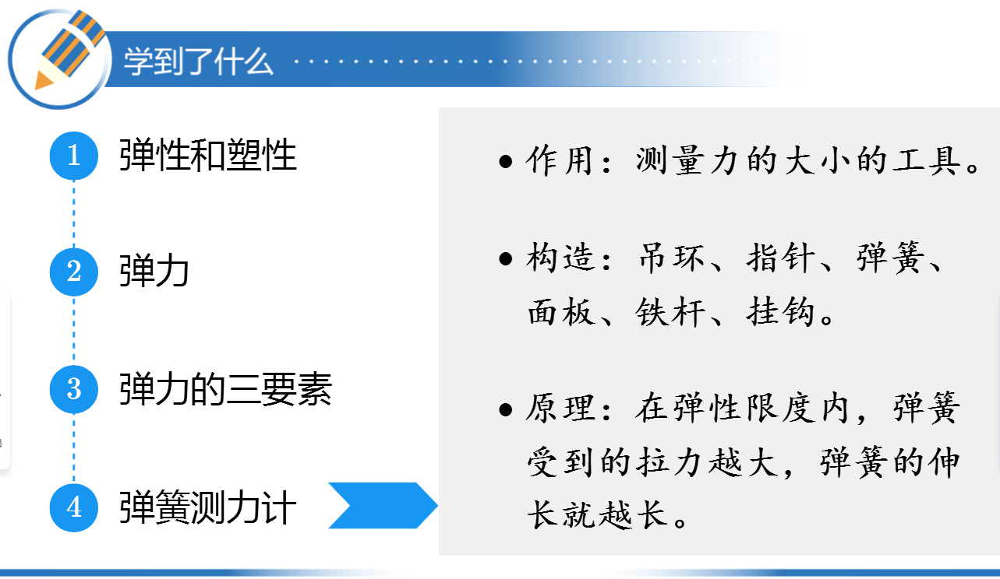 学到了什么
1 弹性和塑性
2 弹力
3 弹力的三要素
4 弹簧测力计
• 作用：测量力的大小的工具。
• 构造：吊环、指针、弹簧、
面板、铁杆、挂钩。
• 原理：在弹性限度内，弹簧
受到的拉力越大，弹簧的伸
长就越长。